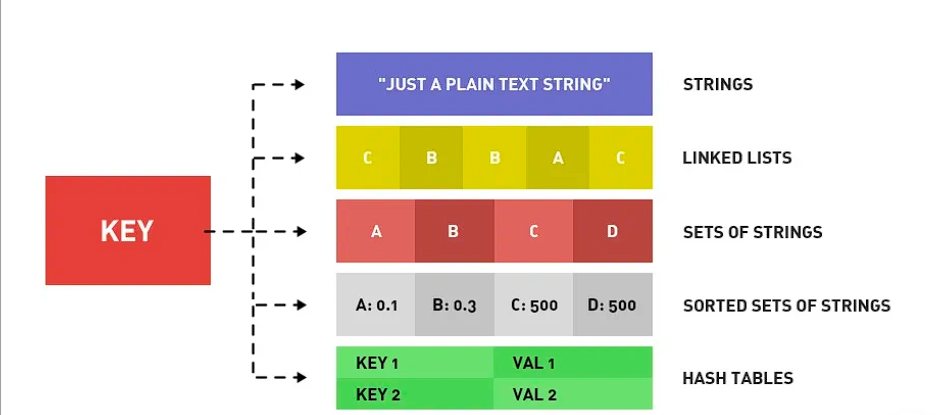 KEY
"JUST A PLAIN TEXT STRING" STRINGS
C B B A C LINKED LISTS
A B C D SETS OF STRINGS
A: 0.1 B: 0.3 C: 500 D: 500 SORTED SETS OF STRINGS
KEY 1 VAL 1
KEY 2 VAL 2
HASH TABLES